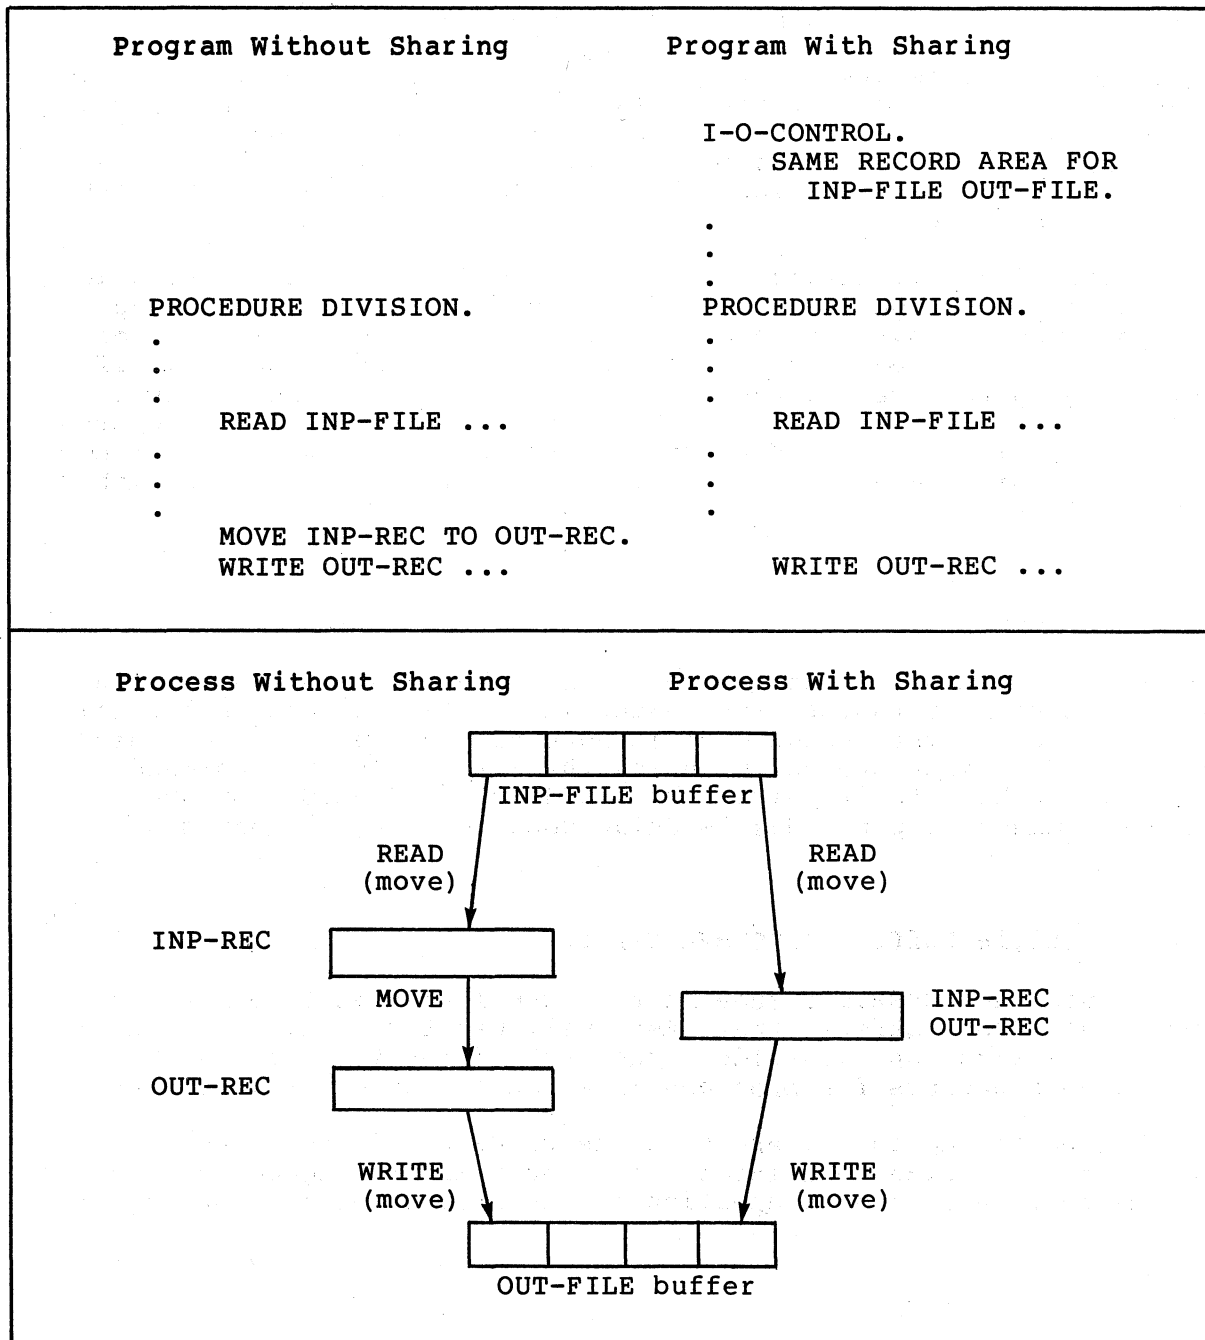 Program Without Sharing
Program With Sharing
I-O-CONTROL.
SAME RECORD AREA FOR
INP-FILE OUT-FILE.
.
.
.
PROCEDURE DIVISION.
PROCEDURE DIVISION.
.
.
.
.
.
.
READ INP-FILE ...
READ INP-FILE ...
.
.
.
.
.
.
MOVE INP-REC TO OUT-REC.
WRITE OUT-REC ...
WRITE OUT-REC ...
Process Without Sharing
Process With Sharing
INP-FILE buffer
READ
(move)
READ
(move)
INP-REC
MOVE
INP-REC
OUT-REC
OUT-REC
WRITE
(move)
WRITE
(move)
OUT-FILE buffer